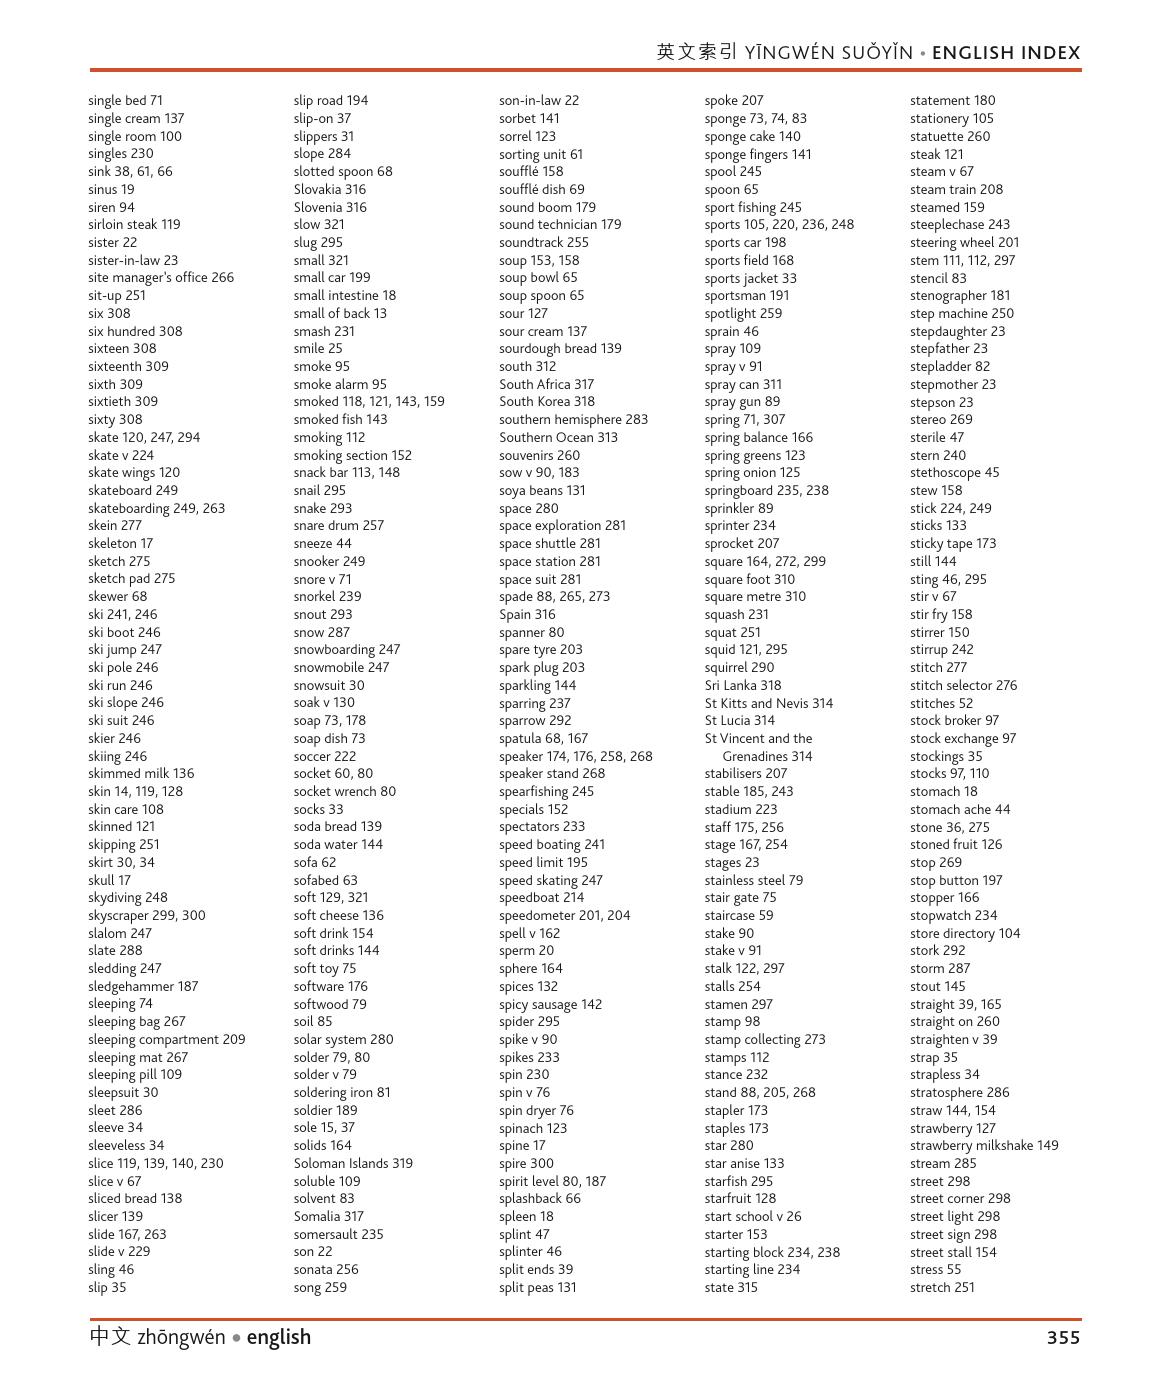 英文索引 YĪNGWÉN SUǑYǏN • ENGLISH INDEX
single bed 71
single cream 137
single room 100
singles 230
sink 38, 61, 66
sinus 19
siren 94
sirloin steak 119
sister 22
sister-in-law 23
site manager's office 266
sit-up 251
six 308
six hundred 308
sixteen 308
sixteenth 309
sixth 309
sixtieth 309
sixty 308
skate 120, 247, 294
skate v 224
skate wings 120
skateboard 249
skateboarding 249, 263
skein 277
skeleton 17
sketch 275
sketch pad 275
skewer 68
ski 241, 246
ski boot 246
ski jump 247
ski pole 246
ski run 246
ski slope 246
ski suit 246
skier 246
skiing 246
skimmed milk 136
skin 14, 119, 128
skin care 108
skinned 121
skipping 251
skirt 30, 34
skull 17
skydiving 248
skyscraper 299, 300
slalom 247
slate 288
sledding 247
sledgehammer 187
sleeping 74
sleeping bag 267
sleeping compartment 209
sleeping mat 267
sleeping pill 109
sleepsuit 30
sleet 286
sleeve 34
sleeveless 34
slice 119, 139, 140, 230
slice v 67
sliced bread 138
slicer 139
slide 167, 263
slide v 229
sling 46
slip 35
slip road 194
slip-on 37
slippers 31
slope 284
slotted spoon 68
Slovakia 316
Slovenia 316
slow 321
slug 295
small 321
small car 199
small intestine 18
small of back 13
smash 231
smile 25
smoke 95
smoke alarm 95
smoked 118, 121, 143, 159
smoked fish 143
smoking 112
smoking section 152
snack bar 113, 148
snail 295
snake 293
snare drum 257
sneeze 44
snooker 249
snore v 71
snorkel 239
snout 293
snow 287
snowboarding 247
snowmobile 247
snowsuit 30
soak v 130
soap 73, 178
soap dish 73
soccer 222
socket 60, 80
socket wrench 80
socks 33
soda bread 139
soda water 144
sofa 62
sofabed 63
soft 129, 321
soft cheese 136
soft drink 154
soft drinks 144
soft toy 75
software 176
softwood 79
soil 85
solar system 280
solder 79, 80
solder v 79
soldering iron 81
soldier 189
sole 15, 37
solids 164
Soloman Islands 319
soluble 109
solvent 83
Somalia 317
somersault 235
son 22
sonata 256
song 259
son-in-law 22
sorbet 141
sorrel 123
sorting unit 61
soufflé 158
soufflé dish 69
sound boom 179
sound technician 179
soundtrack 255
soup 153, 158
soup bowl 65
soup spoon 65
sour 127
sour cream 137
sourdough bread 139
south 312
South Africa 317
South Korea 318
southern hemisphere 283
Southern Ocean 313
souvenirs 260
sow v 90, 183
soya beans 131
space 280
space exploration 281
space shuttle 281
space station 281
space suit 281
spade 88, 265, 273
Spain 316
spanner 80
spare tyre 203
spark plug 203
sparkling 144
sparring 237
sparrow 292
spatula 68, 167
speaker 174, 176, 258, 268
speaker stand 268
spearfishing 245
specials 152
spectators 233
speed boating 241
speed limit 195
speed skating 247
speedboat 214
speedometer 201, 204
spell v 162
sperm 20
sphere 164
spices 132
spicy sausage 142
spider 295
spike v 90
spikes 233
spin 230
spin v 76
spin dryer 76
spinach 123
spine 17
spire 300
spirit level 80, 187
splashback 66
spleen 18
splint 47
splinter 46
split ends 39
split peas 131
spoke 207
sponge 73, 74, 83
sponge cake 140
sponge fingers 141
spool 245
spoon 65
sport fishing 245
sports 105, 220, 236, 248
sports car 198
sports field 168
sports jacket 33
sportsman 191
spotlight 259
sprain 46
spray 109
spray v 91
spray can 311
spray gun 89
spring 71, 307
spring balance 166
spring greens 123
spring onion 125
springboard 235, 238
sprinkler 89
sprinter 234
sprocket 207
square 164, 272, 299
square foot 310
square metre 310
squash 231
squat 251
squid 121, 295
squirrel 290
Sri Lanka 318
St Kitts and Nevis 314
St Lucia 314
St Vincent and the
Grenadines 314
stabilisers 207
stable 185, 243
stadium 223
staff 175, 256
stage 167, 254
stages 23
stainless steel 79
stair gate 75
staircase 59
stake 90
stake v 91
stalk 122, 297
stalls 254
stamen 297
stamp 98
stamp collecting 273
stamps 112
stance 232
stand 88, 205, 268
stapler 173
staples 173
star 280
star anise 133
starfish 295
starfruit 128
start school v 26
starter 153
starting block 234, 238
starting line 234
state 315
statement 180
stationery 105
statuette 260
steak 121
steam v 67
steam train 208
steamed 159
steeplechase 243
steering wheel 201
stem 111, 112, 297
stencil 83
stenographer 181
step machine 250
stepdaughter 23
stepfather 23
stepladder 82
stepmother 23
stepson 23
stereo 269
sterile 47
stern 240
stethoscope 45
stew 158
stick 224, 249
sticks 133
sticky tape 173
still 144
sting 46, 295
stir v 67
stir fry 158
stirrer 150
stirrup 242
stitch 277
stitch selector 276
stitches 52
stock broker 97
stock exchange 97
stockings 35
stocks 97, 110
stomach 18
stomach ache 44
stone 36, 275
stoned fruit 126
stop 269
stop button 197
stopper 166
stopwatch 234
store directory 104
stork 292
storm 287
stout 145
straight 39, 165
straight on 260
straighten v 39
strap 35
strapless 34
stratosphere 286
straw 144, 154
strawberry 127
strawberry milkshake 149
stream 285
street 298
street corner 298
street light 298
street sign 298
street stall 154
stress 55
stretch 251
中文 zhōngwén • english
355